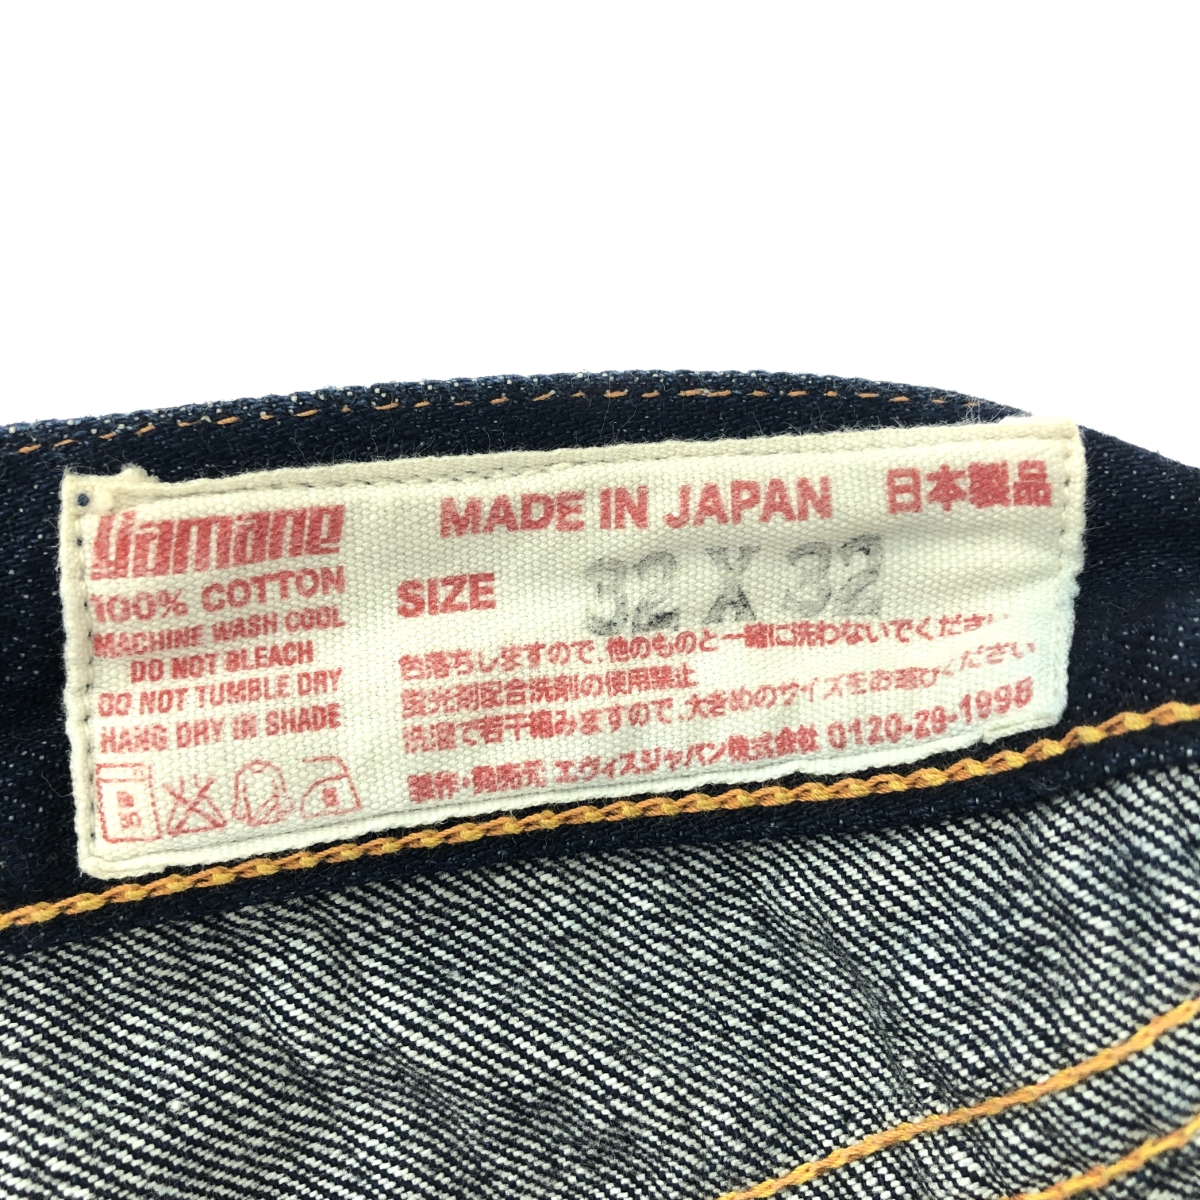 Yamane
100% COTTON
MACHINE WASH COOL
DO NOT BLEACH
DO NOT TUMBLE DRY
HANG DRY IN SHADE
MADE IN JAPAN 日本製品
SIZE 32 X 32
色落ちしますので、他のものと一緒に洗わないでくださ
蛍光剤配合洗剤の使用禁止
洗濯で若干縮みますので、大きめのサイズをお選びください
製作・発売元 エヴィスジャパン株式会社 0120-29-1998